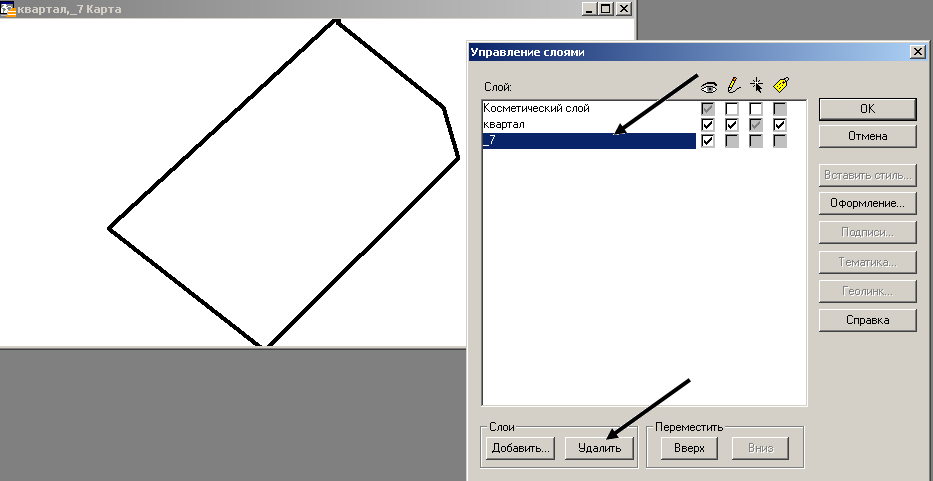 квартал,_7 Карта
Управление слоями
Слой:
Косметический слой
квартал
_7
OK
Отмена
Вставить стиль...
Оформление...
Подписи...
Тематика...
Геолинк...
Справка
Слои
Добавить...
Удалить
Переместить
Вверх
Вниз